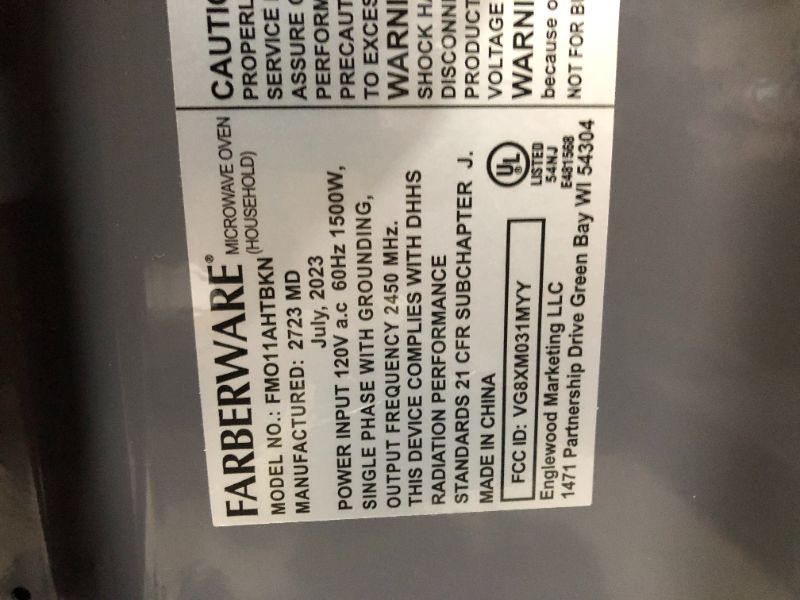 FARBERWARE® MICROWAVE OVEN
(HOUSEHOLD)
MODEL NO.: FMO11AHTBKN
MANUFACTURED: 2723 MD
July, 2023
POWER INPUT 120V a.c 60Hz 1500W,
SINGLE PHASE WITH GROUNDING,
OUTPUT FREQUENCY 2450 MHz.
THIS DEVICE COMPLIES WITH DHHS
RADIATION PERFORMANCE
STANDARDS 21 CFR SUBCHAPTER J.
MADE IN CHINA
FCC ID: VG8XM031MYY
UL®
LISTED
54NJ
E481568
Englewood Marketing LLC
1471 Partnership Drive Green Bay WI 54304
CAUTIO
PROPERL
SERVICE
ASSURE
PERFORM
PRECAUT
TO EXCES
WARNI
SHOCK HA
DISCONN
PRODUCT
VOLTAGE
WARNI
because o
NOT FOR B